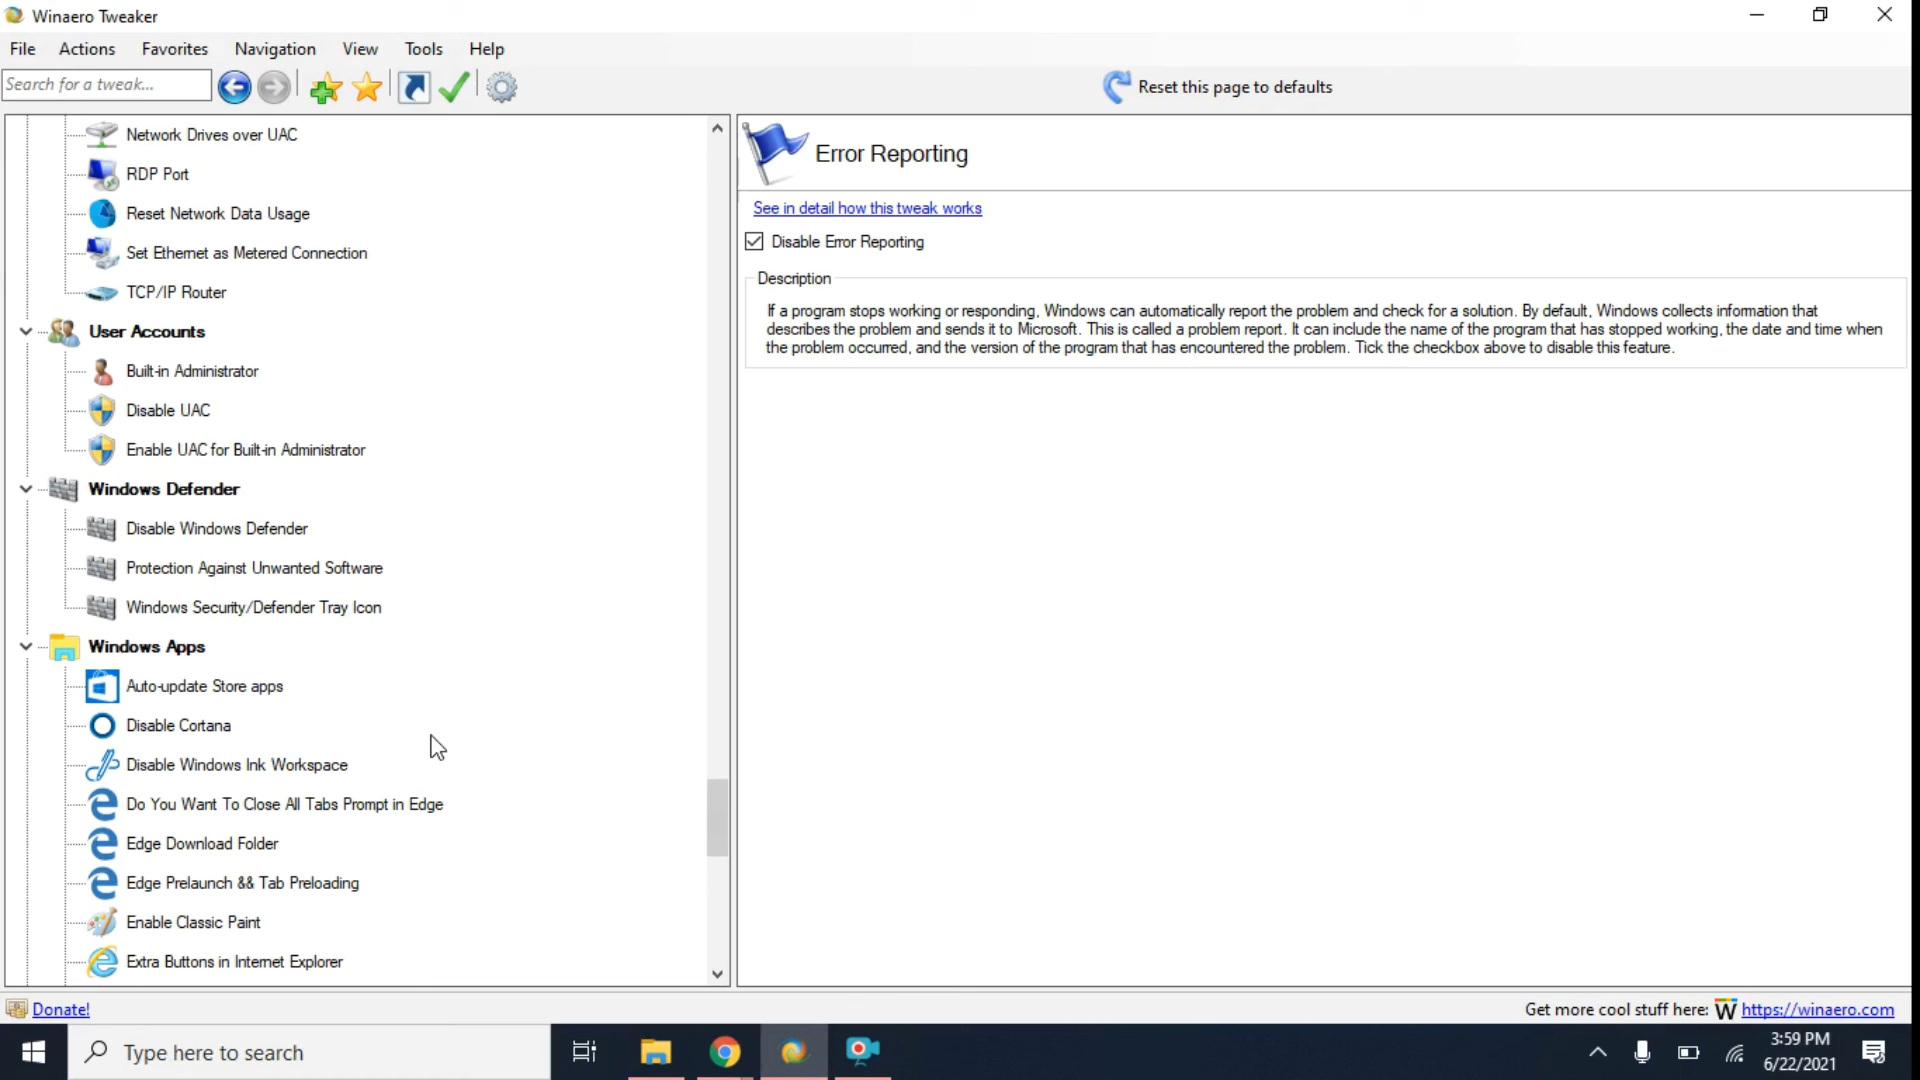 Winaero Tweaker
File Actions Favorites Navigation View Tools Help
Search for a tweak...
Reset this page to defaults
Network Drives over UAC
RDP Port
Reset Network Data Usage
Set Ethernet as Metered Connection
TCP/IP Router
User Accounts
Built-in Administrator
Disable UAC
Enable UAC for Built-in Administrator
Windows Defender
Disable Windows Defender
Protection Against Unwanted Software
Windows Security/Defender Tray Icon
Windows Apps
Auto-update Store apps
Disable Cortana
Disable Windows Ink Workspace
Do You Want To Close All Tabs Prompt in Edge
Edge Download Folder
Edge Prelaunch && Tab Preloading
Enable Classic Paint
Extra Buttons in Internet Explorer
Error Reporting
See in detail how this tweak works
Disable Error Reporting
Description
If a program stops working or responding, Windows can automatically report the problem and check for a solution. By default, Windows collects information that
describes the problem and sends it to Microsoft. This is called a problem report. It can include the name of the program that has stopped working, the date and time when
the problem occurred, and the version of the program that has encountered the problem. Tick the checkbox above to disable this feature.
Donate!
Get more cool stuff here: W https://winaero.com
Type here to search
3:59 PM
6/22/2021